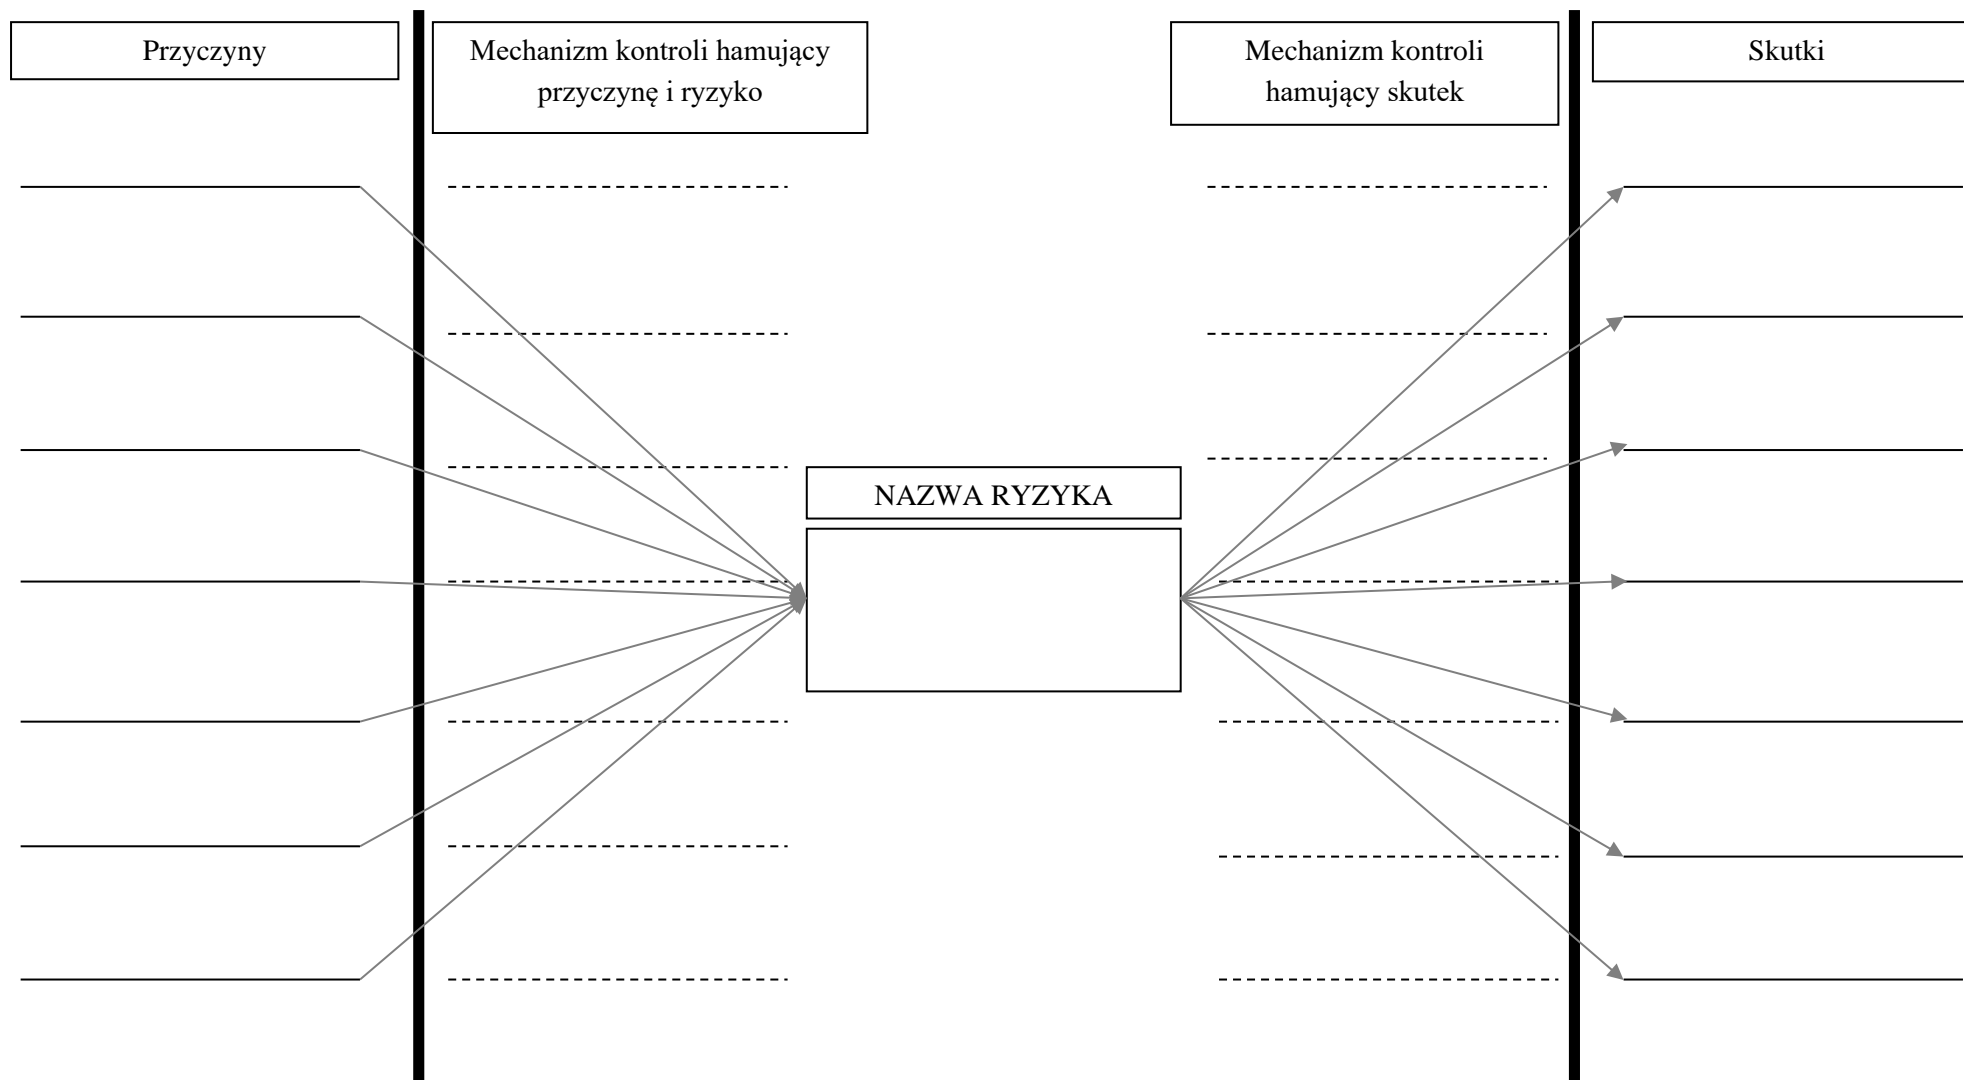 Przyczyny
Mechanizm kontroli hamujący
przyczynę i ryzyko
Mechanizm kontroli
hamujący skutek
Skutki
NAZWA RYZYKA